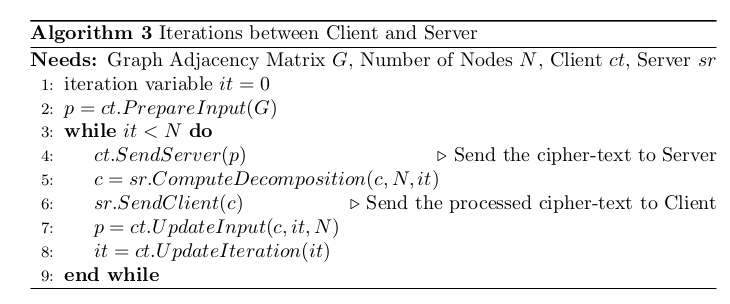 Algorithm 3 Iterations between Client and Server
Needs: Graph Adjacency Matrix G, Number of Nodes N, Client ct, Server sr
1: iteration variable it = 0
2: p = ct.PrepareInput(G)
3: while it < N do
4: ct.SendServer(p) ▷ Send the cipher-text to Server
5: c = sr.ComputeDecomposition(c, N, it)
6: sr.SendClient(c) ▷ Send the processed cipher-text to Client
7: p = ct.UpdateInput(c, it, N)
8: it = ct.UpdateIteration(it)
9: end while